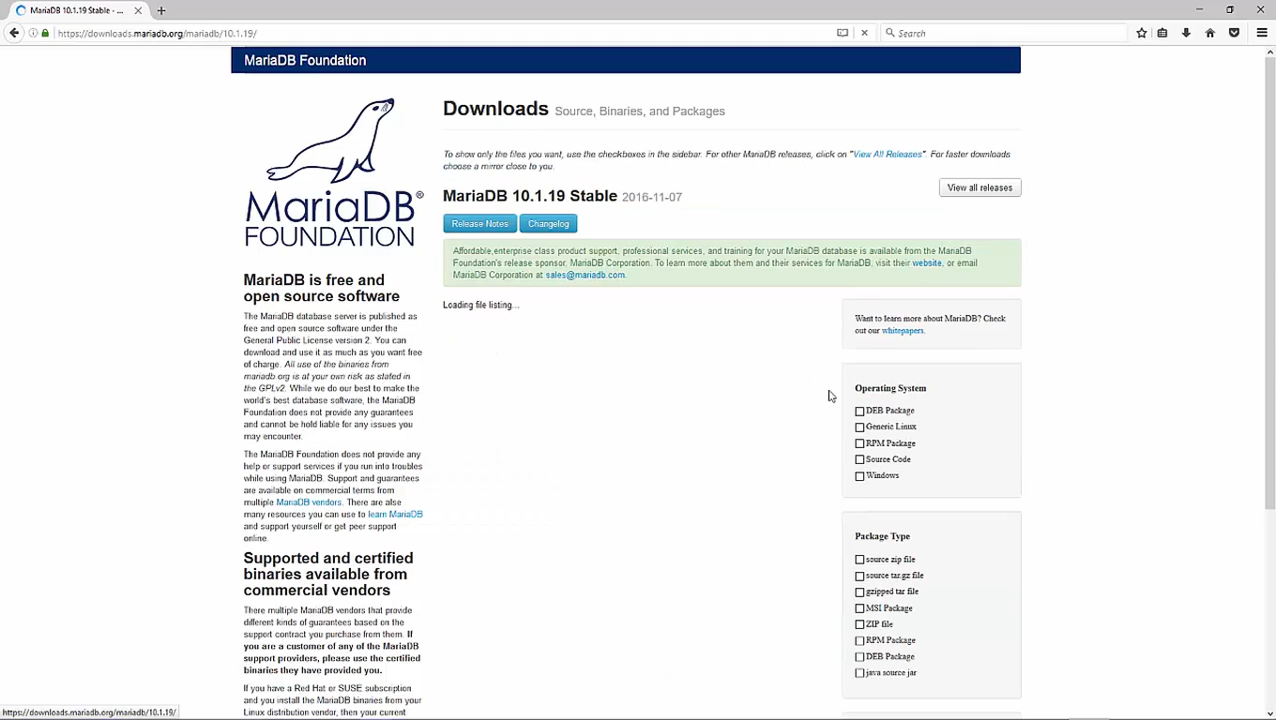 MariaDB 10.1.19 Stable - ...
https://downloads.mariadb.org/mariadb/10.1.19/
Search
MariaDB Foundation
MariaDB®
FOUNDATION
MariaDB is free and
open source software
The MariaDB database server is published as
free and open source software under the
General Public License version 2. You can
download and use it as much as you want free
of charge. All use of the binaries from
mariadb.org is at your own risk as stated in
the GPLv2. While we do our best to make the
world's best database software, the MariaDB
Foundation does not provide any guarantees
and cannot be hold liable for any issues you
may encounter.
The MariaDB Foundation does not provide any
help or support services if you run into troubles
while using MariaDB. Support and guarantees
are available on commercial terms from
multiple MariaDB vendors. There are also
many resources you can use to learn MariaDB
and support yourself or get peer support
online.
Supported and certified
binaries available from
commercial vendors
There multiple MariaDB vendors that provide
different kinds of guarantees based on the
support contract you purchase from them. If
you are a customer of any of the MariaDB
support providers, please use the certified
binaries they have provided you.
If you have a Red Hat or SUSE subscription
and you install the MariaDB binaries from your
Linux distribution vendor, then your current
Downloads Source, Binaries, and Packages
To show only the files you want, use the checkboxes in the sidebar. For other MariaDB releases, click on "View All Releases". For faster downloads
choose a mirror close to you.
View all releases
MariaDB 10.1.19 Stable 2016-11-07
Release Notes Changelog
Affordable,enterprise class product support, professional services, and training for your MariaDB database is available from the MariaDB
Foundation's release sponsor, MariaDB Corporation. To learn more about them and their services for MariaDB, visit their website, or email
MariaDB Corporation at sales@mariadb.com.
Loading file listing...
Want to learn more about MariaDB? Check
out our whitepapers.
Operating System
DEB Package
Generic Linux
RPM Package
Source Code
Windows
Package Type
source zip file
source tar.gz file
gzipped tar file
MSI Package
ZIP file
RPM Package
DEB Package
java source jar
https://downloads.mariadb.org/mariadb/10.1.19/